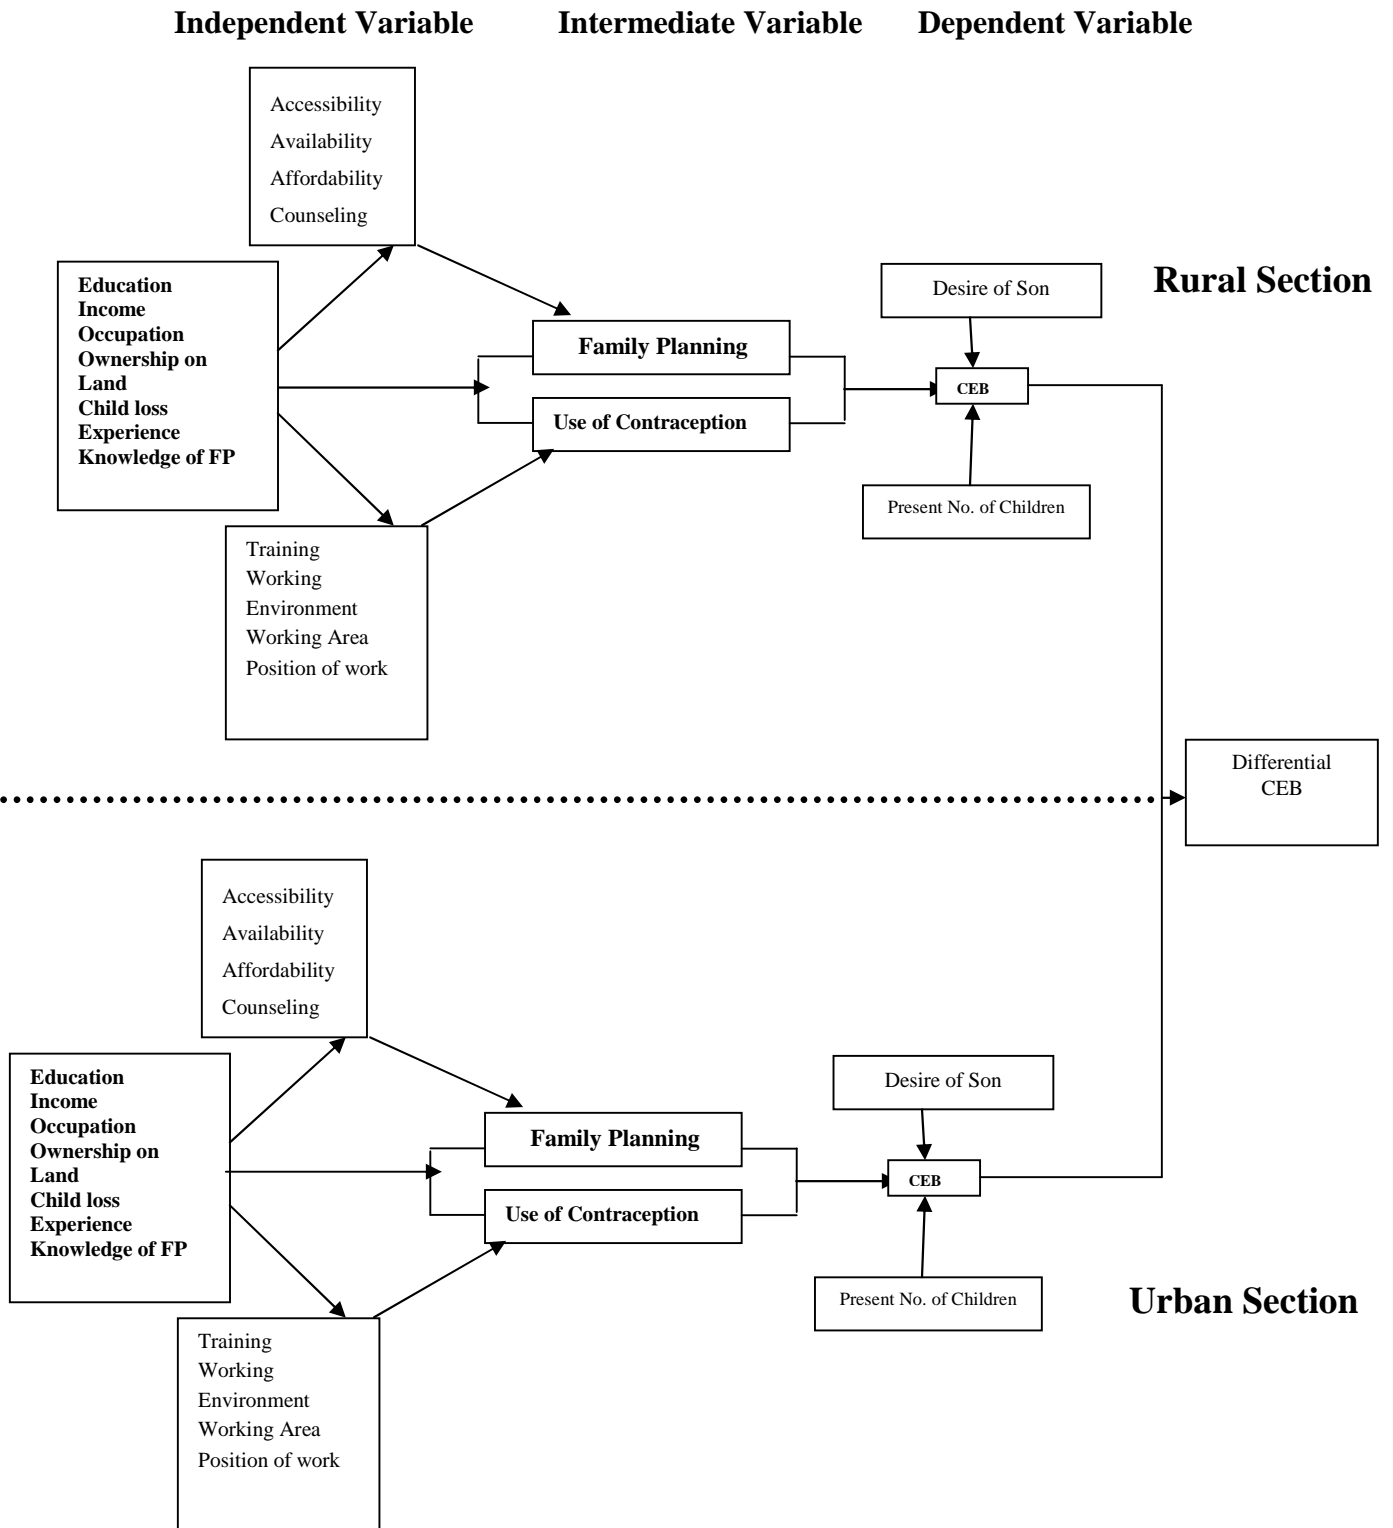 Independent Variable
Intermediate Variable
Dependent Variable
Accessibility
Availability
Affordability
Counseling
Education
Income
Occupation
Ownership on
Land
Child loss
Experience
Knowledge of FP
Training
Working
Environment
Working Area
Position of work
Family Planning
Use of Contraception
Desire of Son
CEB
Present No. of Children
Rural Section
Differential
CEB
Accessibility
Availability
Affordability
Counseling
Education
Income
Occupation
Ownership on
Land
Child loss
Experience
Knowledge of FP
Training
Working
Environment
Working Area
Position of work
Family Planning
Use of Contraception
Desire of Son
CEB
Present No. of Children
Urban Section